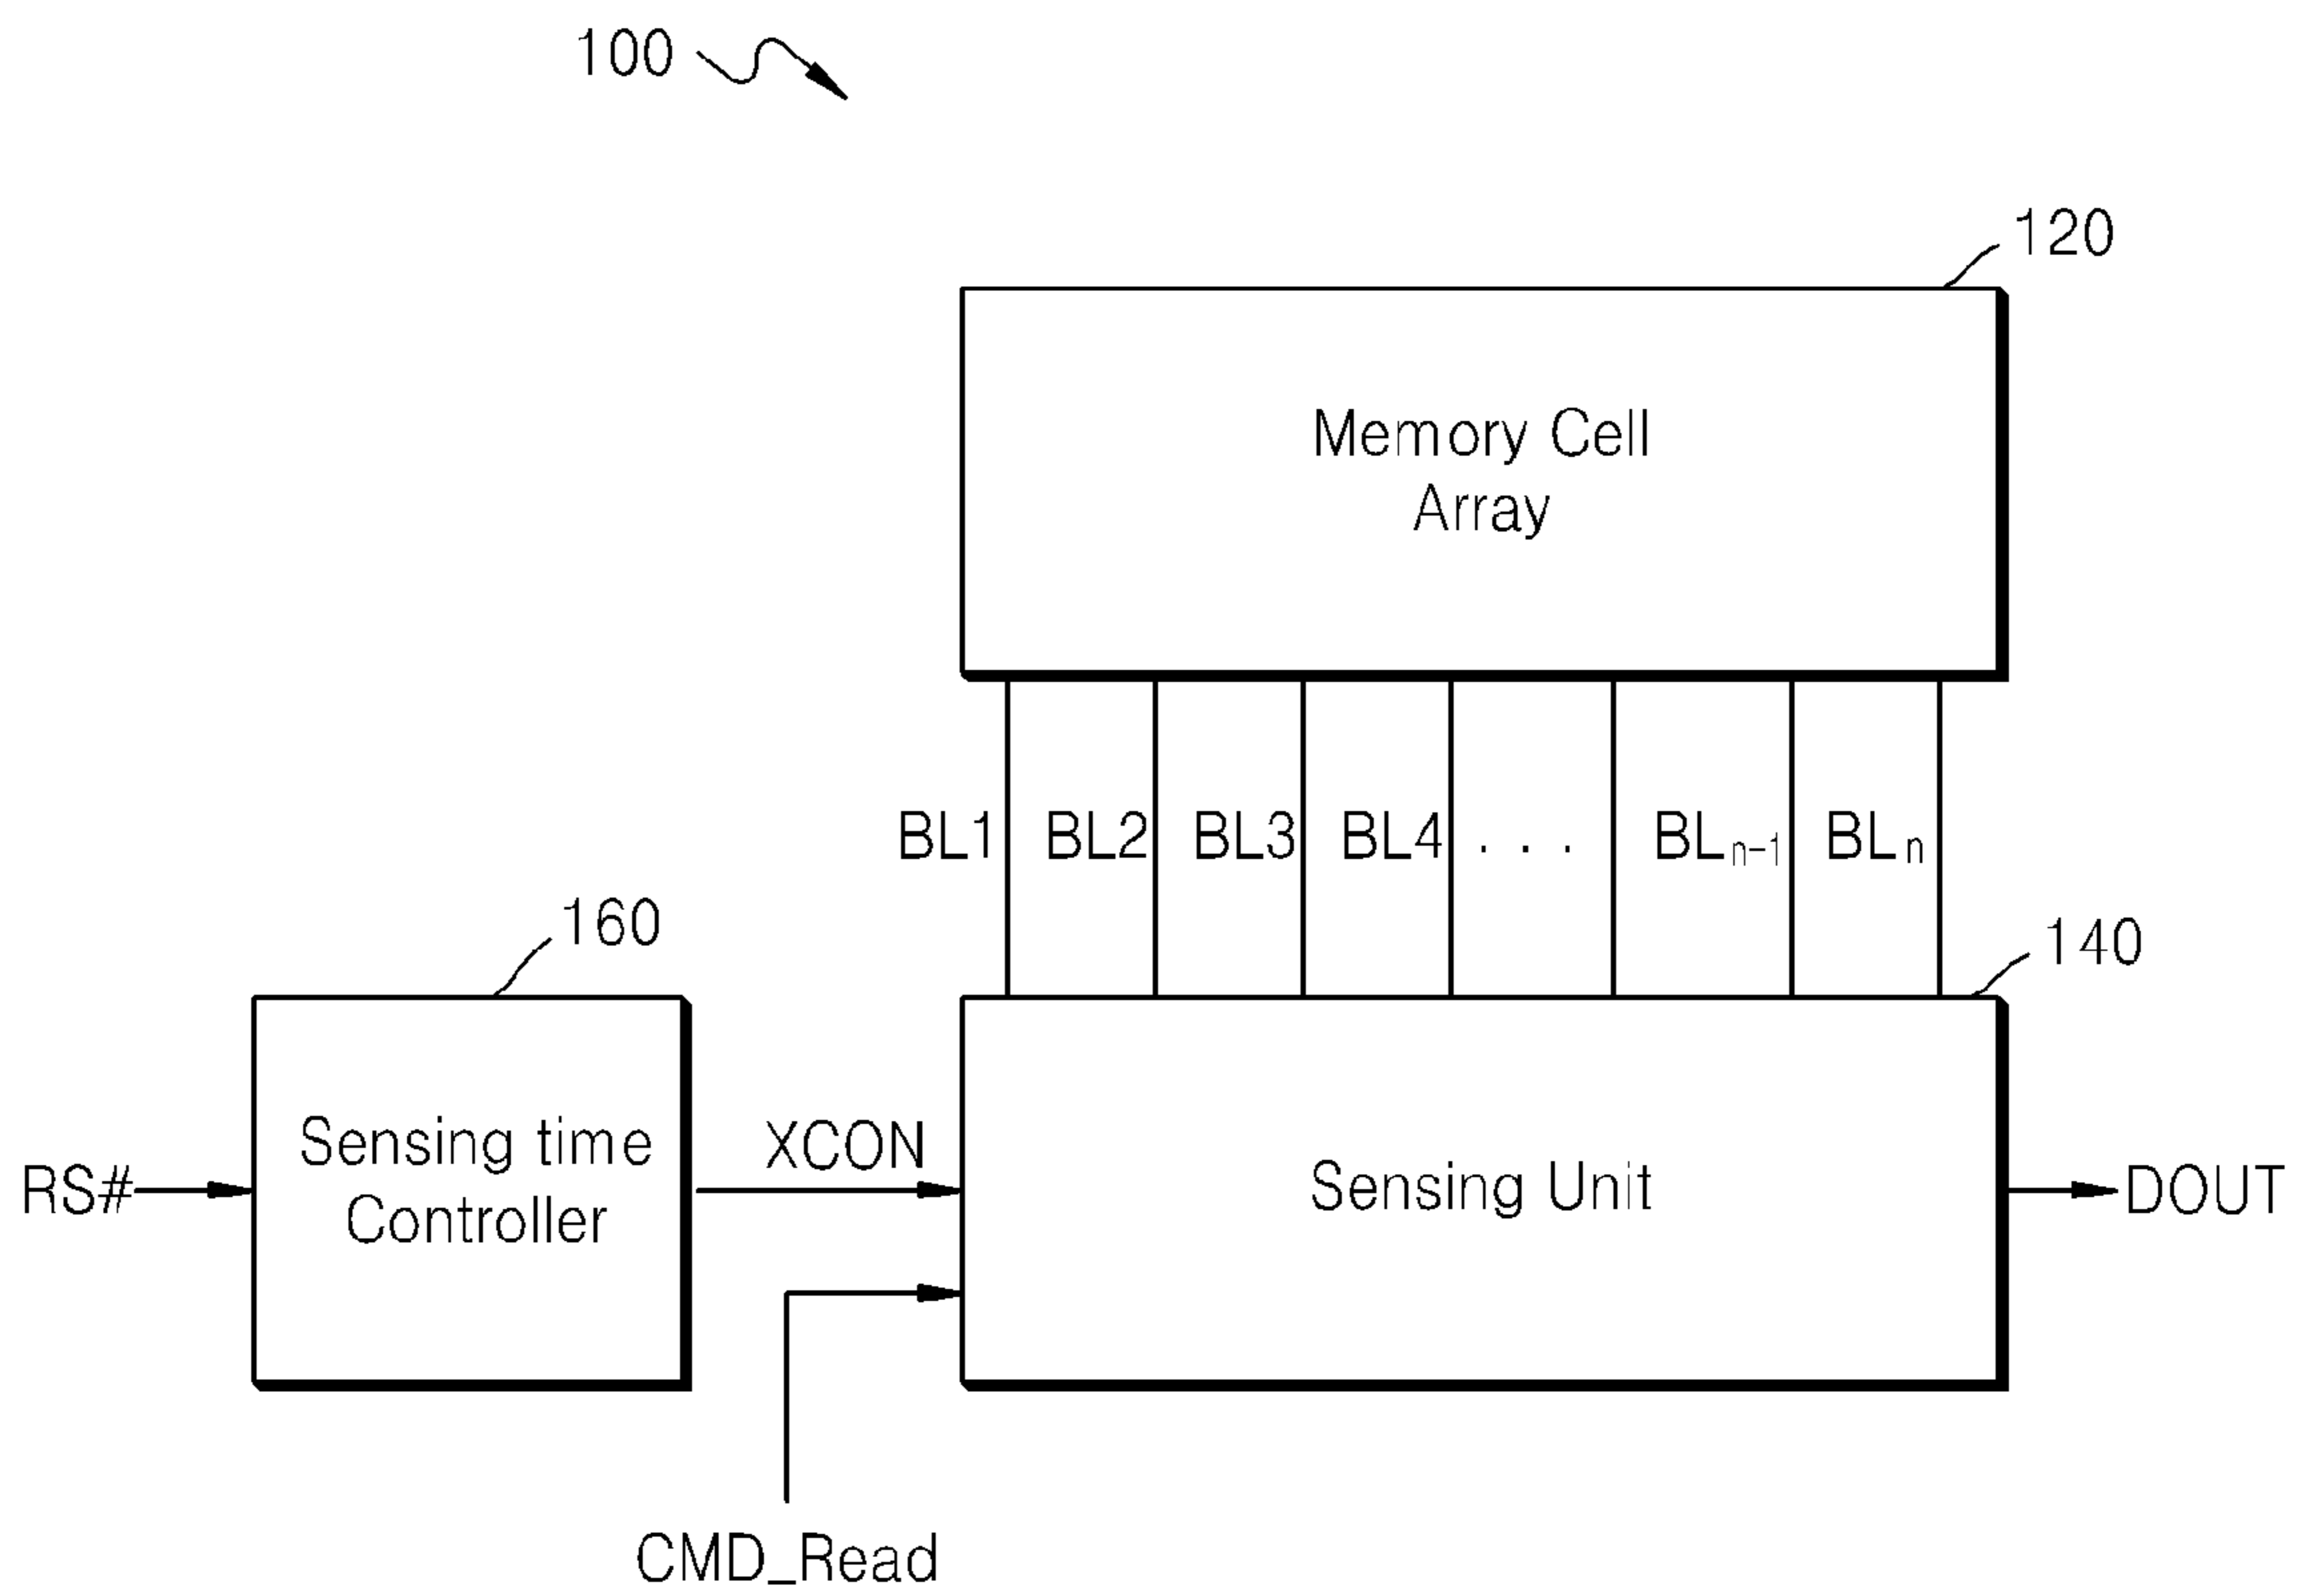 100
120
Memory Cell
Array
BL1 BL2 BL3 BL4 . . . BLn-1 BLn
160
140
Sensing time
Controller
RS#
XCON
Sensing Unit
DOUT
CMD_Read